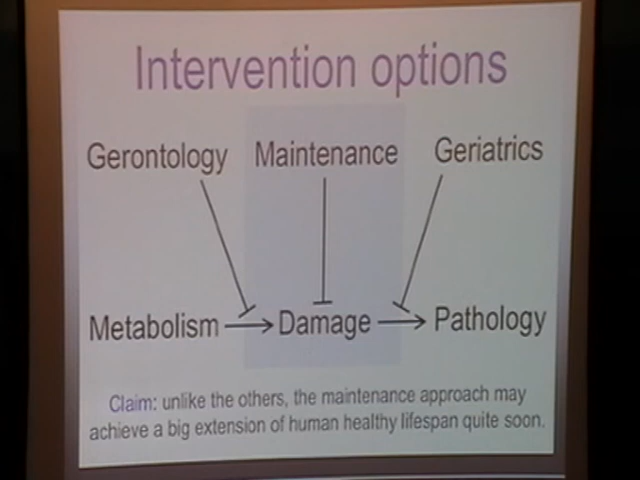 Intervention options
Gerontology Maintenance Geriatrics
Metabolism Damage Pathology
Claim: unlike the others, the maintenance approach may
achieve a big extension of human healthy lifespan quite soon.